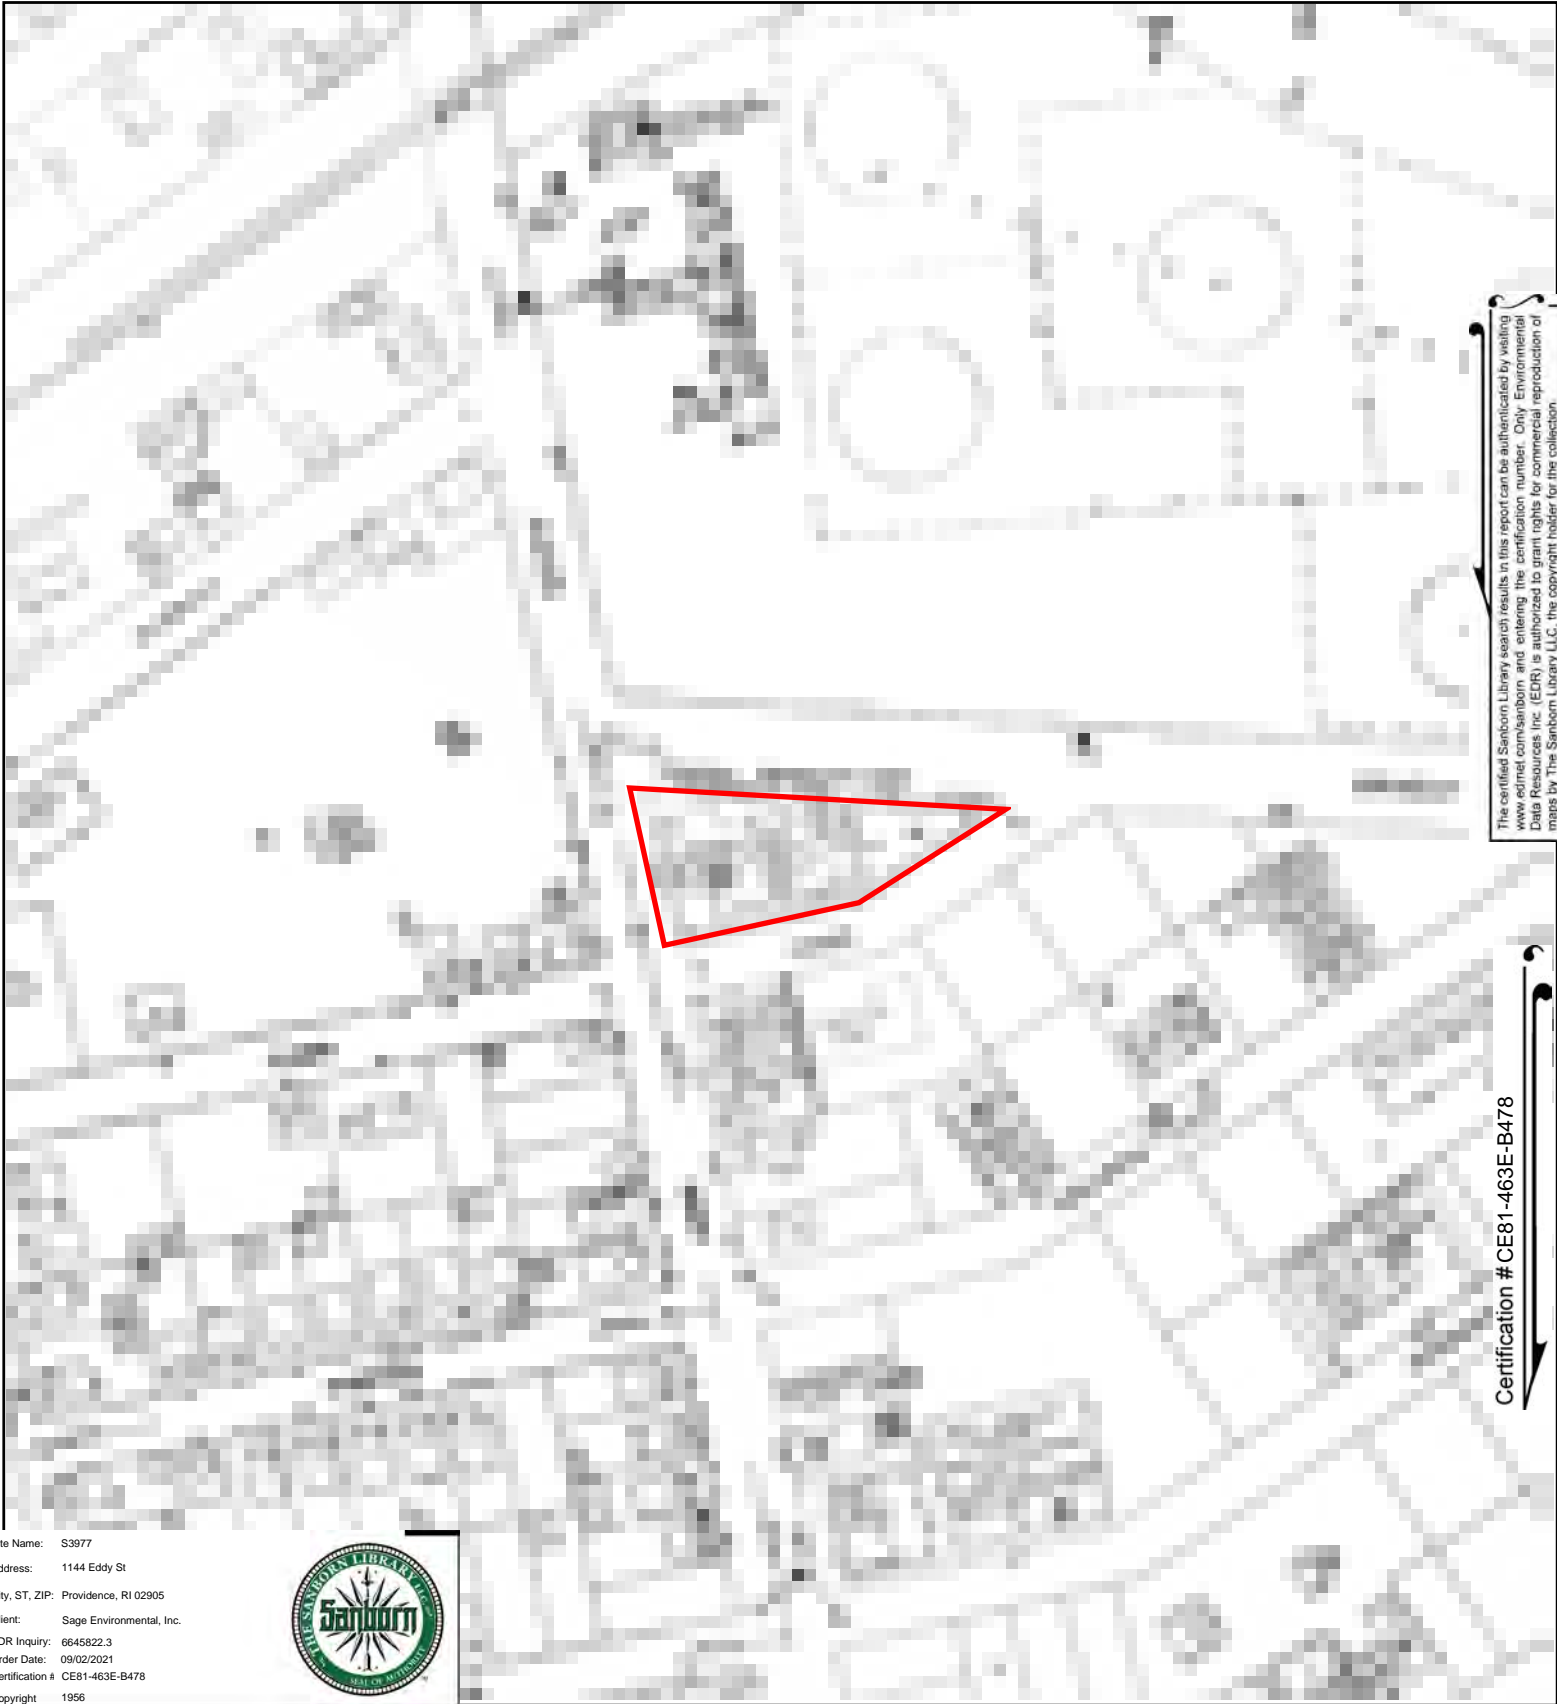 The certified Sanborn Library search results in this report can be authenticated by visiting
www.edrnet.com/sanborn and entering the certification number. Only Environmental
Data Resources Inc. (EDR) is authorized to grant rights for commercial reproduction of
maps by The Sanborn Library LLC, the copyright holder for the collection.
Certification # CE81-463E-B478
te Name: S3977
ddress: 1144 Eddy St
ty, ST, ZIP: Providence, RI 02905
ient: Sage Environmental, Inc.
DR Inquiry: 6645822.3
rder Date: 09/02/2021
ertification # CE81-463E-B478
opyright 1956
THE SANBORN LIBRARY, LLC
Sanborn
SEAL OF AUTHORITY